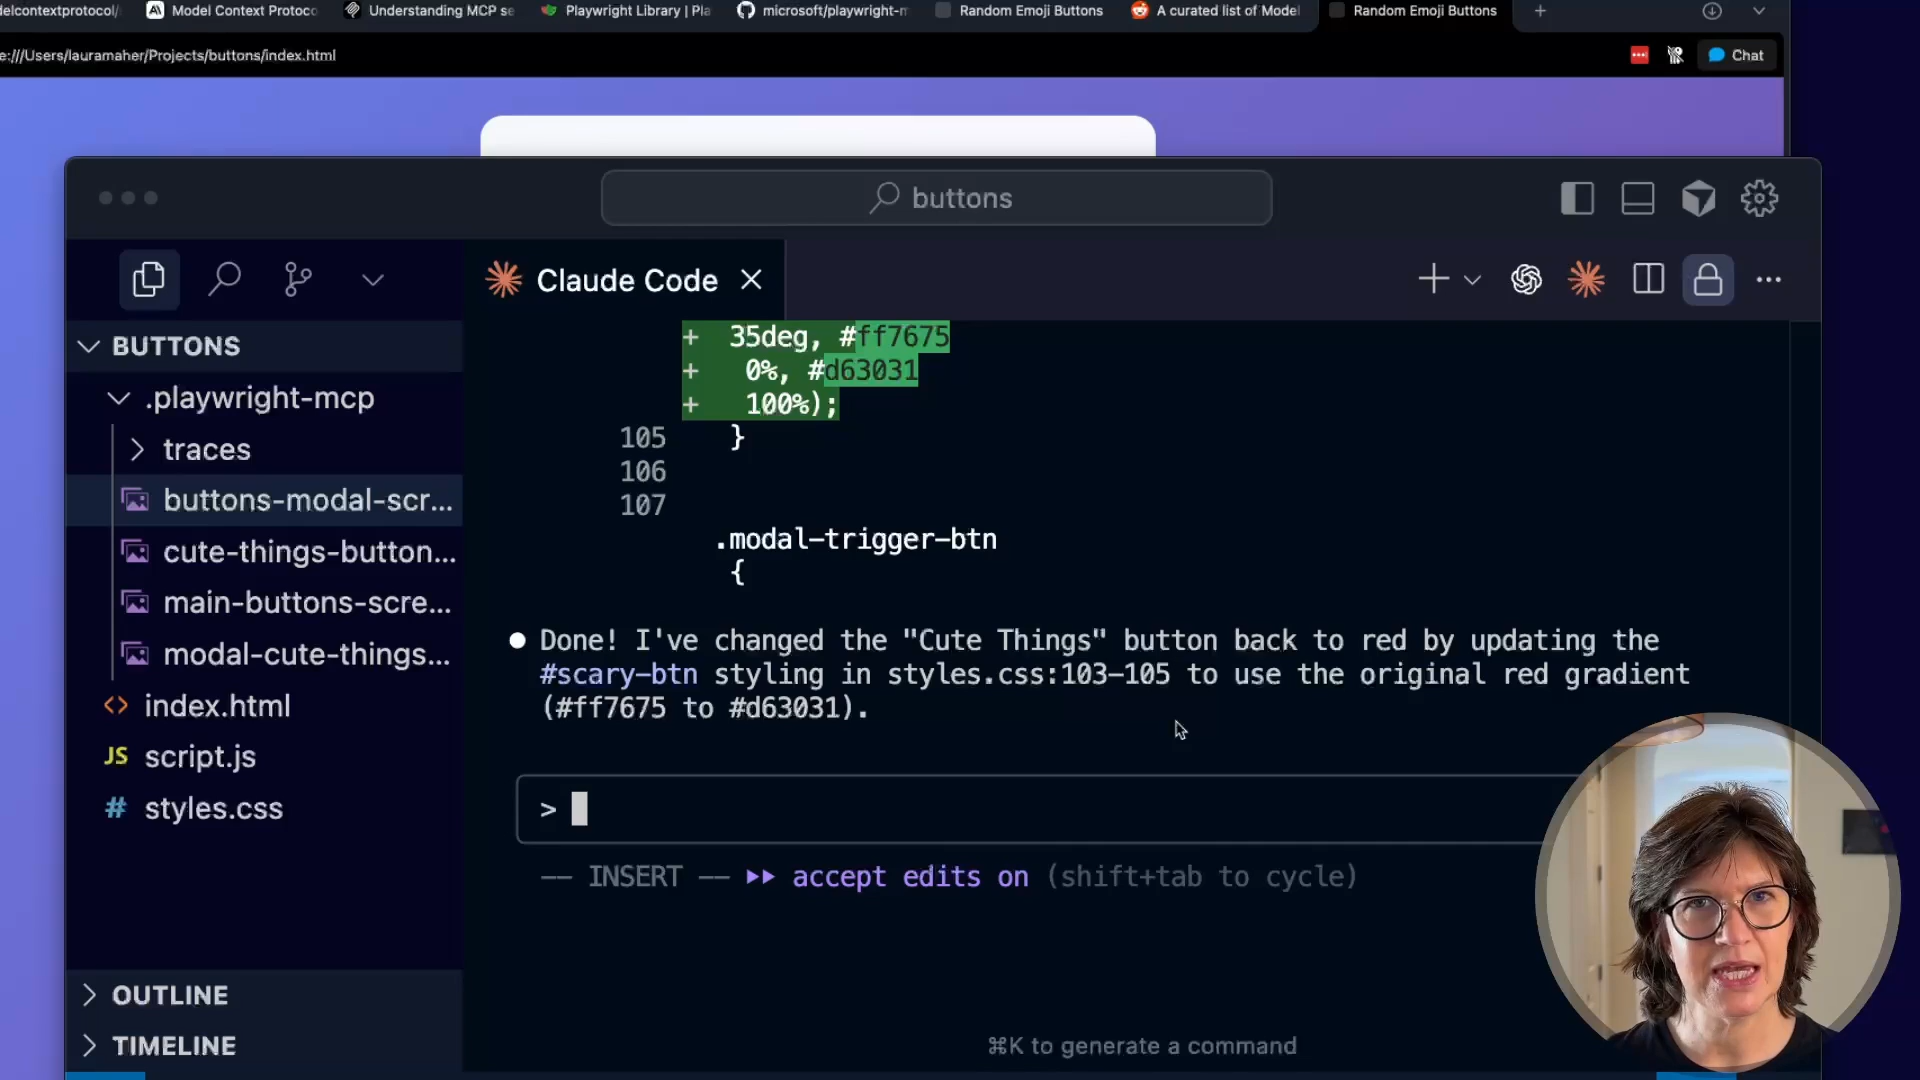 Model Context Protoco
Understanding MCP se
Playwright Library | Pla
microsoft/playwright-m
Random Emoji Buttons
A curated list of Model
Random Emoji Buttons
e:///Users/lauramaher/Projects/buttons/index.html
Chat
buttons
Claude Code
BUTTONS
.playwright-mcp
traces
buttons-modal-scr...
cute-things-button...
main-buttons-scre...
modal-cute-things...
index.html
JS script.js
# styles.css
OUTLINE
TIMELINE
+ 35deg, #ff7675
+ 0%, #d63031
+ 100%);
105 }
106
107
.modal-trigger-btn
{
Done! I've changed the "Cute Things" button back to red by updating the
#scary-btn styling in styles.css:103-105 to use the original red gradient
(#ff7675 to #d63031).
>
-- INSERT -- ▸▸ accept edits on (shift+tab to cycle)
⌘K to generate a command